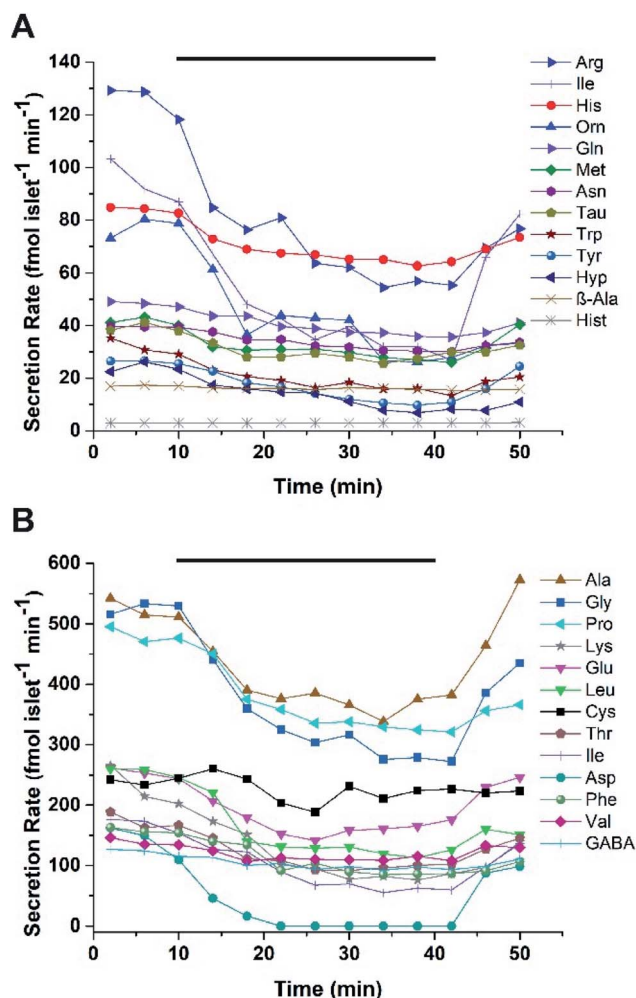 A
Secretion Rate (fmol islet⁻¹ min⁻¹)
140
120
100
80
60
40
20
0
0
10
20
30
40
50
Time (min)
Arg
Ile
His
Orn
Gln
Met
Asn
Tau
Trp
Tyr
Hyp
ß-Ala
Hist
B
Secretion Rate (fmol islet⁻¹ min⁻¹)
600
500
400
300
200
100
0
0
10
20
30
40
50
Time (min)
Ala
Gly
Pro
Lys
Glu
Leu
Cys
Thr
Ile
Asp
Phe
Val
GABA